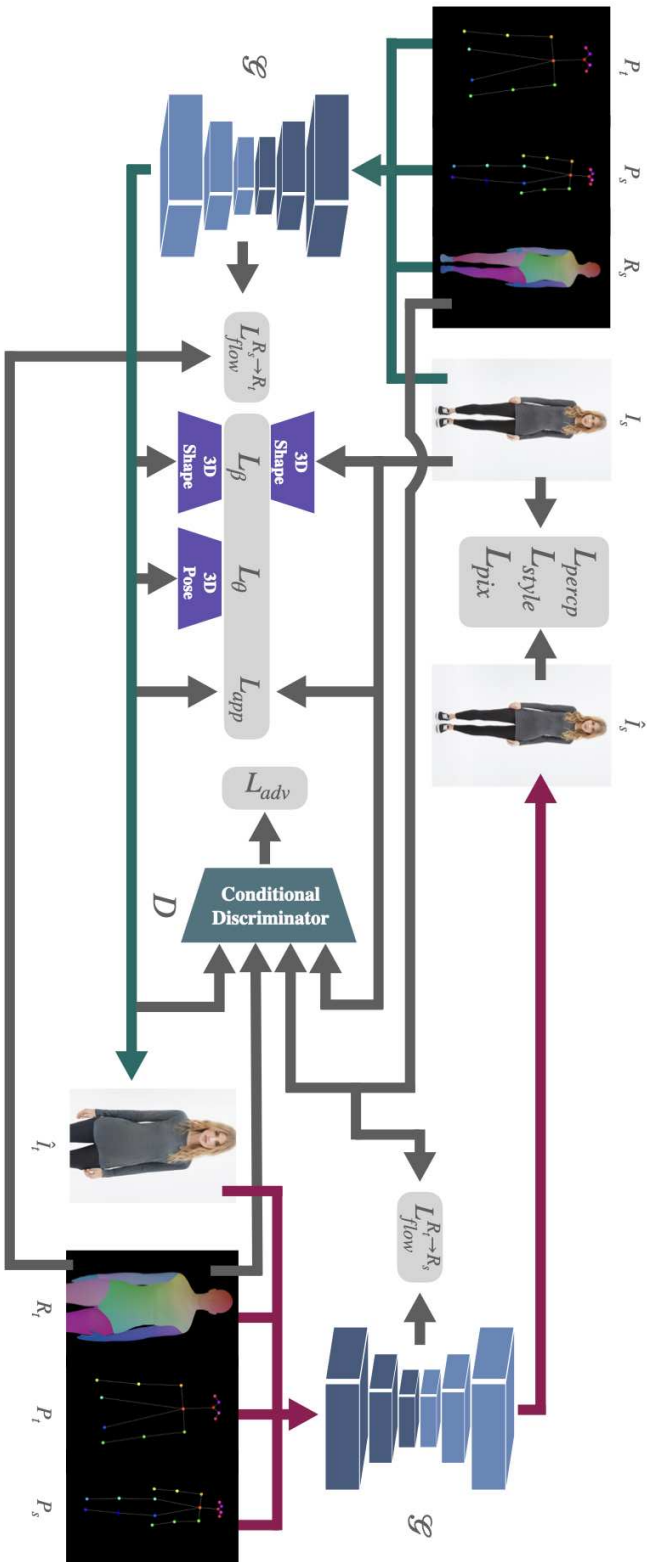 P_t P_s R_s I_s Î_s
L_percp
L_style
L_pix
𝒢
L_flow^{R_s→R_t}
3D
Shape
L_β L_θ L_app
3D
Shape
3D
Pose
L_adv
Conditional
Discriminator
D
L_flow^{R_t→R_s}
𝒢
Î_t R_t P_t P_s